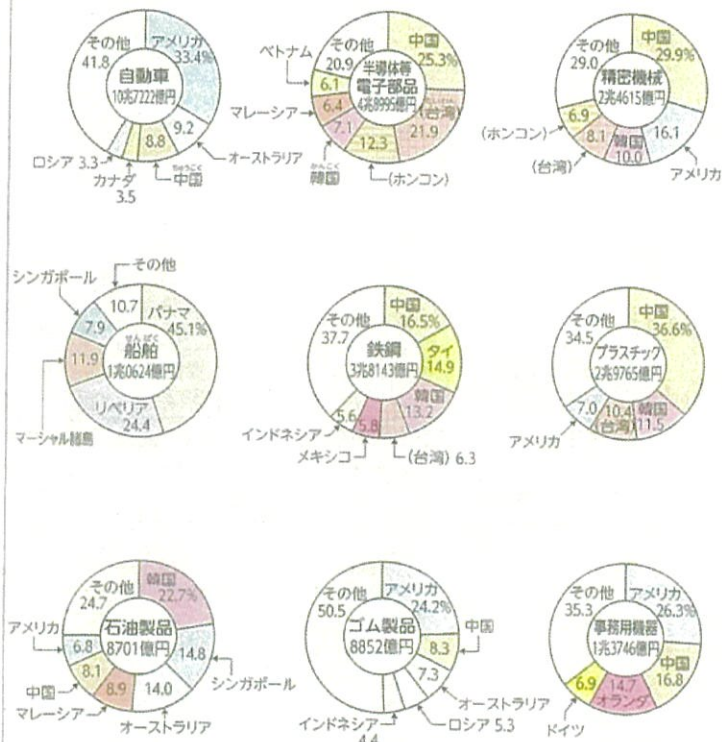 その他
41.8
アメリカ
33.4%
自動車
10兆7222億円
9.2
オーストラリア
ちゅうごく
8.8
中国
カナダ
3.5
ロシア 3.3
その他
20.9
中国
25.3%
半導体等
電子部品
4兆8995億円
(台湾)
21.9
12.3
(ホンコン)
7.1
かんこく
韓国
6.4
マレーシア
6.1
ベトナム
その他
29.0
中国
29.9%
精密機械
2兆4615億円
16.1
アメリカ
韓国
10.0
8.1
(台湾)
6.9
(ホンコン)
その他
10.7
パナマ
45.1%
せんぱく
船舶
1兆0624億円
リベリア
24.4
11.9
マーシャル諸島
7.9
シンガポール
その他
37.7
中国
16.5%
鉄鋼
3兆8143億円
タイ
14.9
韓国
13.2
(台湾) 6.3
5.8
メキシコ
5.6
インドネシア
その他
34.5
中国
36.6%
プラスチック
2兆9765億円
韓国
11.5
10.4
(台湾)
7.0
アメリカ
その他
24.7
韓国
22.7%
石油製品
8701億円
14.8
シンガポール
14.0
オーストラリア
8.9
マレーシア
8.1
中国
6.8
アメリカ
その他
50.5
アメリカ
24.2%
ゴム製品
8852億円
8.3
中国
7.3
オーストラリア
ロシア 5.3
インドネシア
4.4
その他
35.3
アメリカ
26.3%
事務用機器
1兆3746億円
中国
16.8
14.7
オランダ
6.9
ドイツ